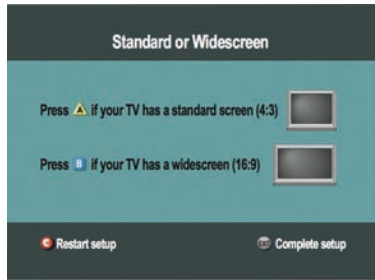 Standard or Widescreen
Press A if your TV has a standard screen (4:3)
Press B if your TV has a widescreen (16:9)
C Restart setup
EXIT Complete setup